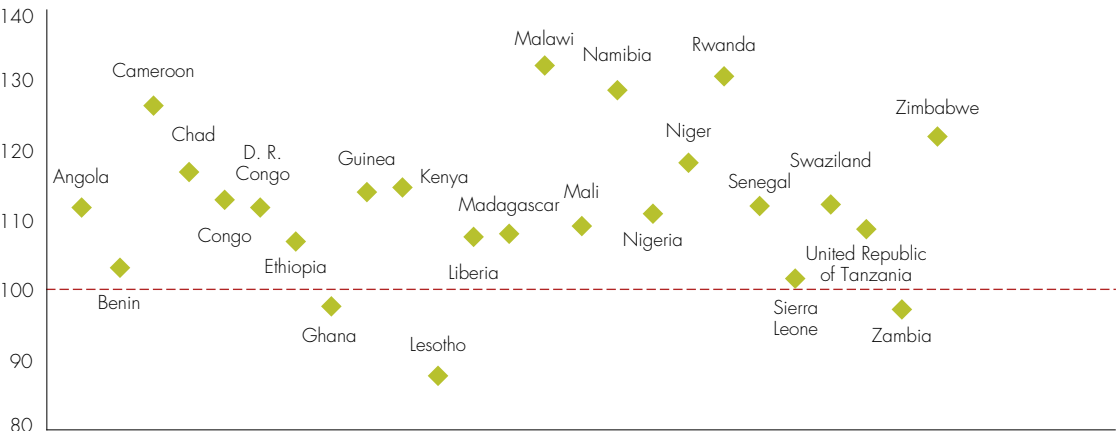 140
130
120
110
100
90
80
Angola
Benin
Cameroon
Chad
Congo
D. R.
Congo
Ethiopia
Ghana
Guinea
Kenya
Lesotho
Liberia
Madagascar
Malawi
Mali
Namibia
Nigeria
Niger
Rwanda
Senegal
Sierra
Leone
Swaziland
United Republic
of Tanzania
Zambia
Zimbabwe